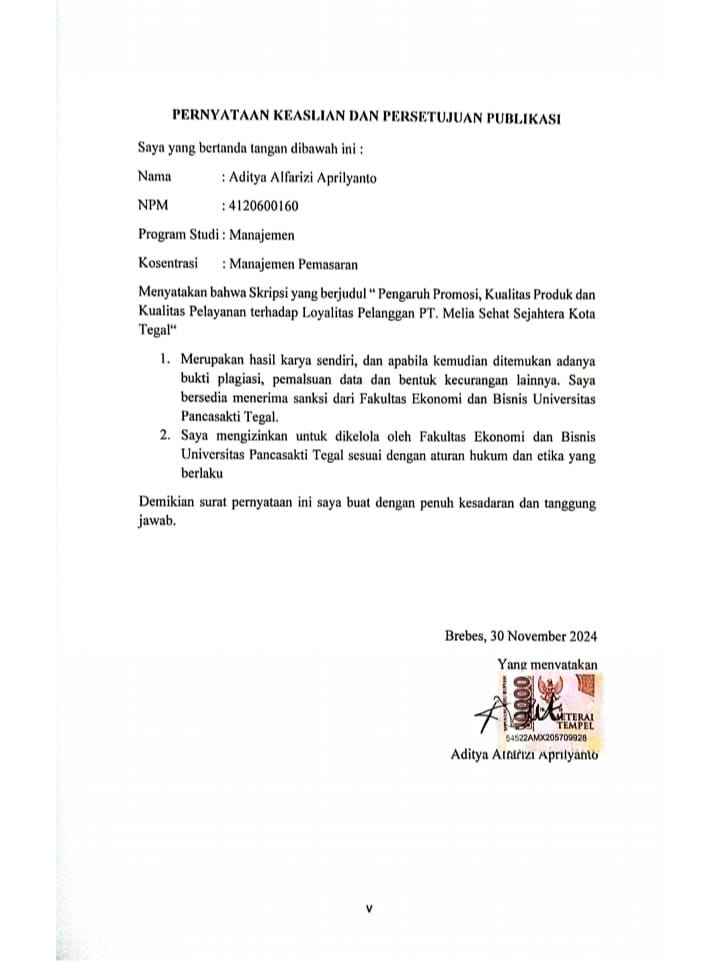 PERNYATAAN KEASLIAN DAN PERSETUJUAN PUBLIKASI
Saya yang bertanda tangan dibawah ini :
Nama : Aditya Alfarizi Aprilyanto
NPM : 4120600160
Program Studi : Manajemen
Kosentrasi : Manajemen Pemasaran
Menyatakan bahwa Skripsi yang berjudul “ Pengaruh Promosi, Kualitas Produk dan
Kualitas Pelayanan terhadap Loyalitas Pelanggan PT. Melia Sehat Sejahtera Kota
Tegal“
1. Merupakan hasil karya sendiri, dan apabila kemudian ditemukan adanya
bukti plagiasi, pemalsuan data dan bentuk kecurangan lainnya. Saya
bersedia menerima sanksi dari Fakultas Ekonomi dan Bisnis Universitas
Pancasakti Tegal.
2. Saya mengizinkan untuk dikelola oleh Fakultas Ekonomi dan Bisnis
Universitas Pancasakti Tegal sesuai dengan aturan hukum dan etika yang
berlaku
Demikian surat pernyataan ini saya buat dengan penuh kesadaran dan tanggung
jawab.
Brebes, 30 November 2024
Yang menyatakan
10000
METERAI
TEMPEL
54522AMX205709928
Aditya Alfarizi Aprilyanto
v